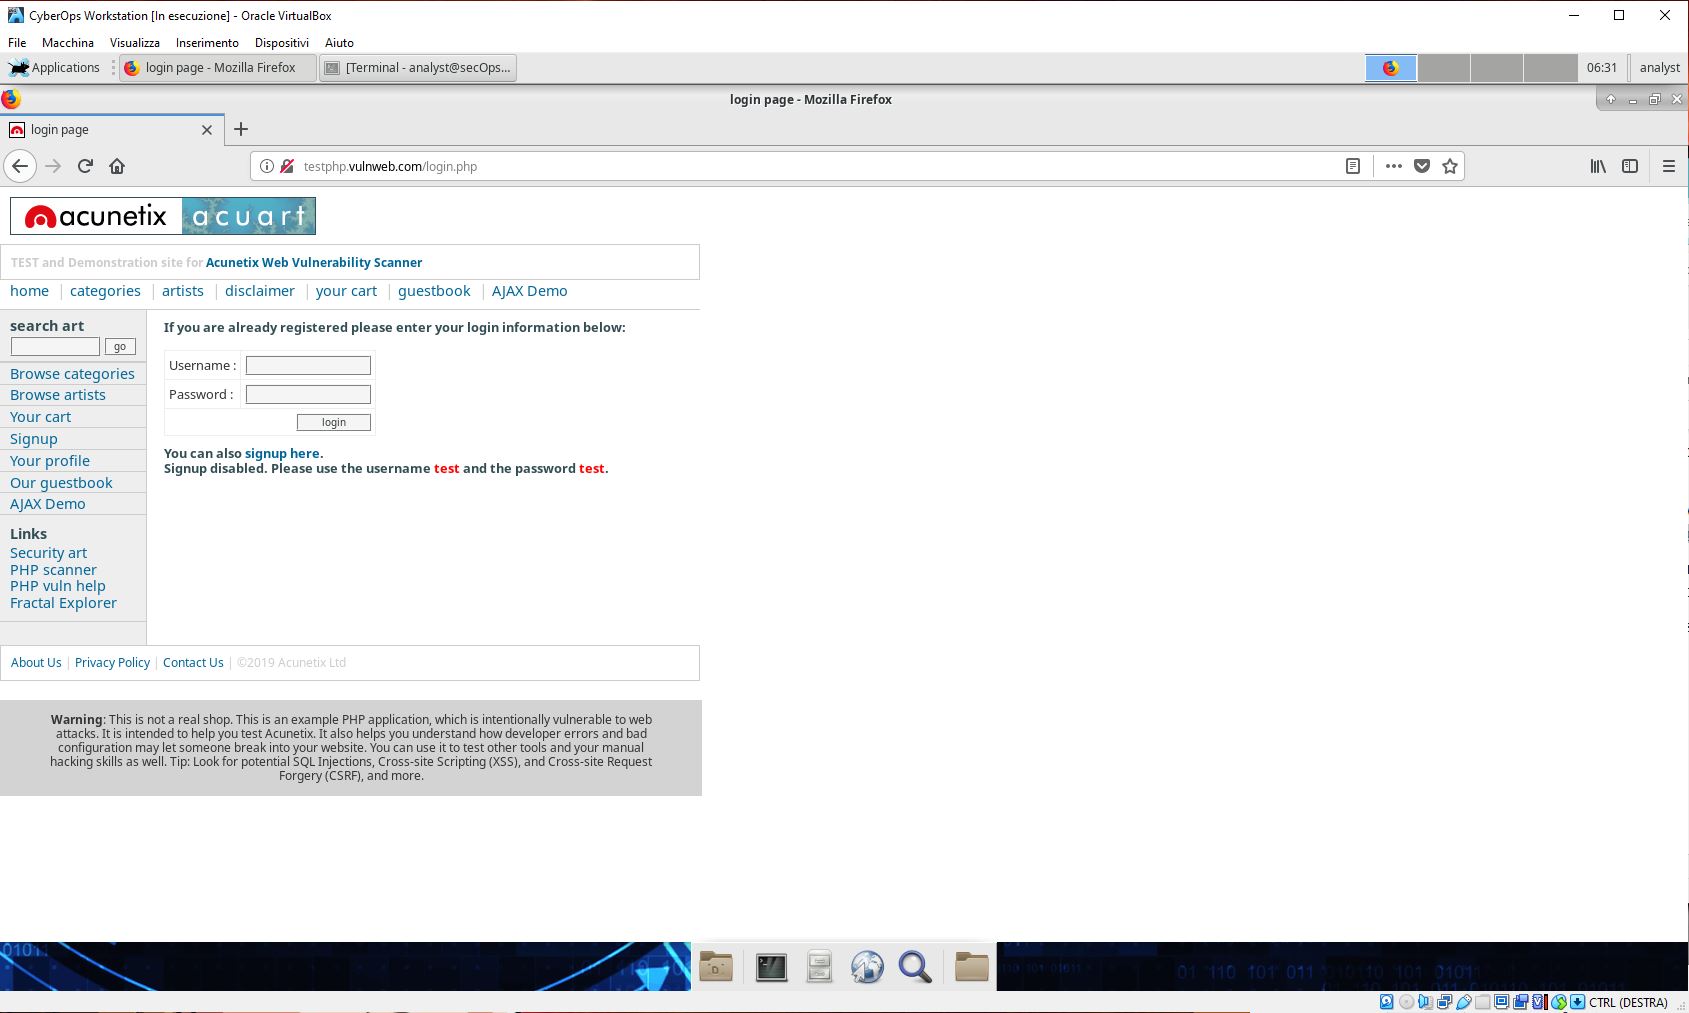 CyberOps Workstation [In esecuzione] - Oracle VirtualBox
File Macchina Visualizza Inserimento Dispositivi Aiuto
Applications login page - Mozilla Firefox [Terminal - analyst@secOps... 06:31 analyst
login page - Mozilla Firefox
login page
testphp.vulnweb.com/login.php
acunetix acuart
TEST and Demonstration site for Acunetix Web Vulnerability Scanner
home | categories | artists | disclaimer | your cart | guestbook | AJAX Demo
search art
go
Browse categories
Browse artists
Your cart
Signup
Your profile
Our guestbook
AJAX Demo
Links
Security art
PHP scanner
PHP vuln help
Fractal Explorer
If you are already registered please enter your login information below:
Username :
Password :
login
You can also signup here.
Signup disabled. Please use the username test and the password test.
About Us | Privacy Policy | Contact Us | ©2019 Acunetix Ltd
Warning: This is not a real shop. This is an example PHP application, which is intentionally vulnerable to web
attacks. It is intended to help you test Acunetix. It also helps you understand how developer errors and bad
configuration may let someone break into your website. You can use it to test other tools and your manual
hacking skills as well. Tip: Look for potential SQL Injections, Cross-site Scripting (XSS), and Cross-site Request
Forgery (CSRF), and more.
CTRL (DESTRA)